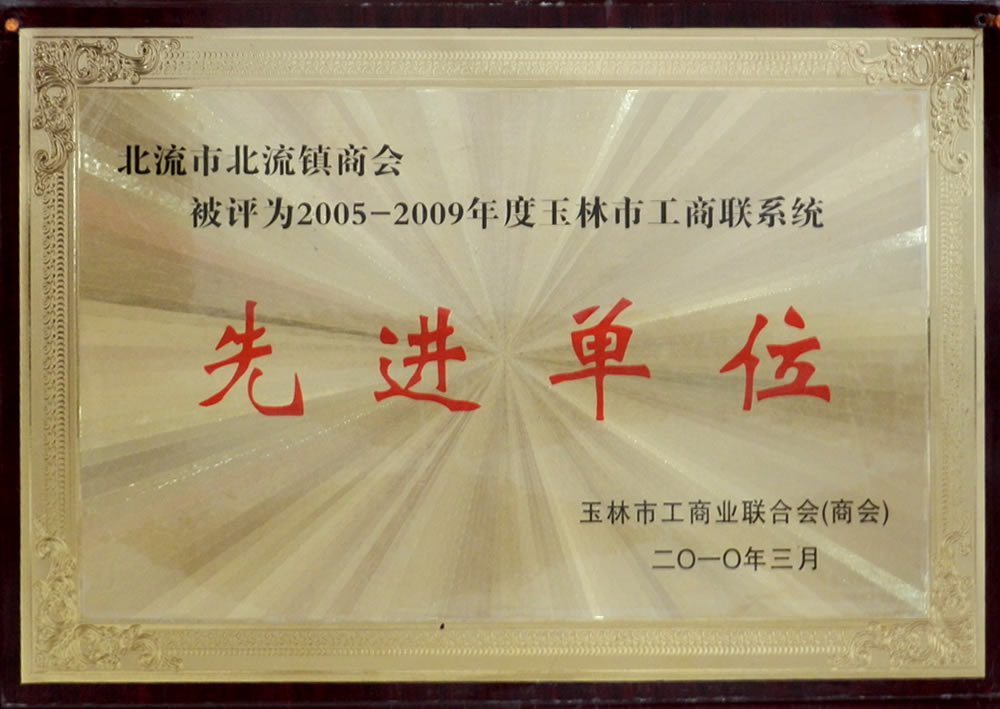 北流市北流镇商会
被评为2005-2009年度玉林市工商联系统
先进单位
玉林市工商业联合会(商会)
二〇一〇年三月